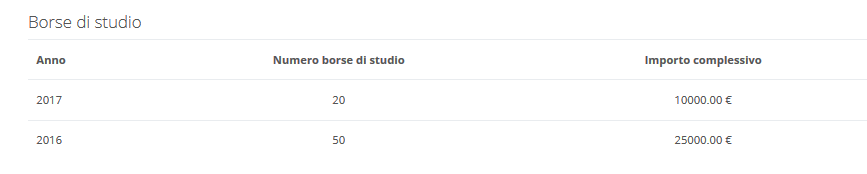 Borse di studio
Anno Numero borse di studio Importo complessivo
2017 20 10000.00 €
2016 50 25000.00 €